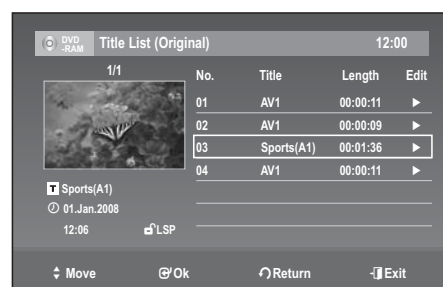 DVD
-RAM
Title List (Original) 12:00
1/1
No. Title Length Edit
01 AV1 00:00:11 ►
02 AV1 00:00:09 ►
03 Sports(A1) 00:01:36 ►
04 AV1 00:00:11 ►
T Sports(A1)
01.Jan.2008
12:06 LSP
Move Ok Return Exit